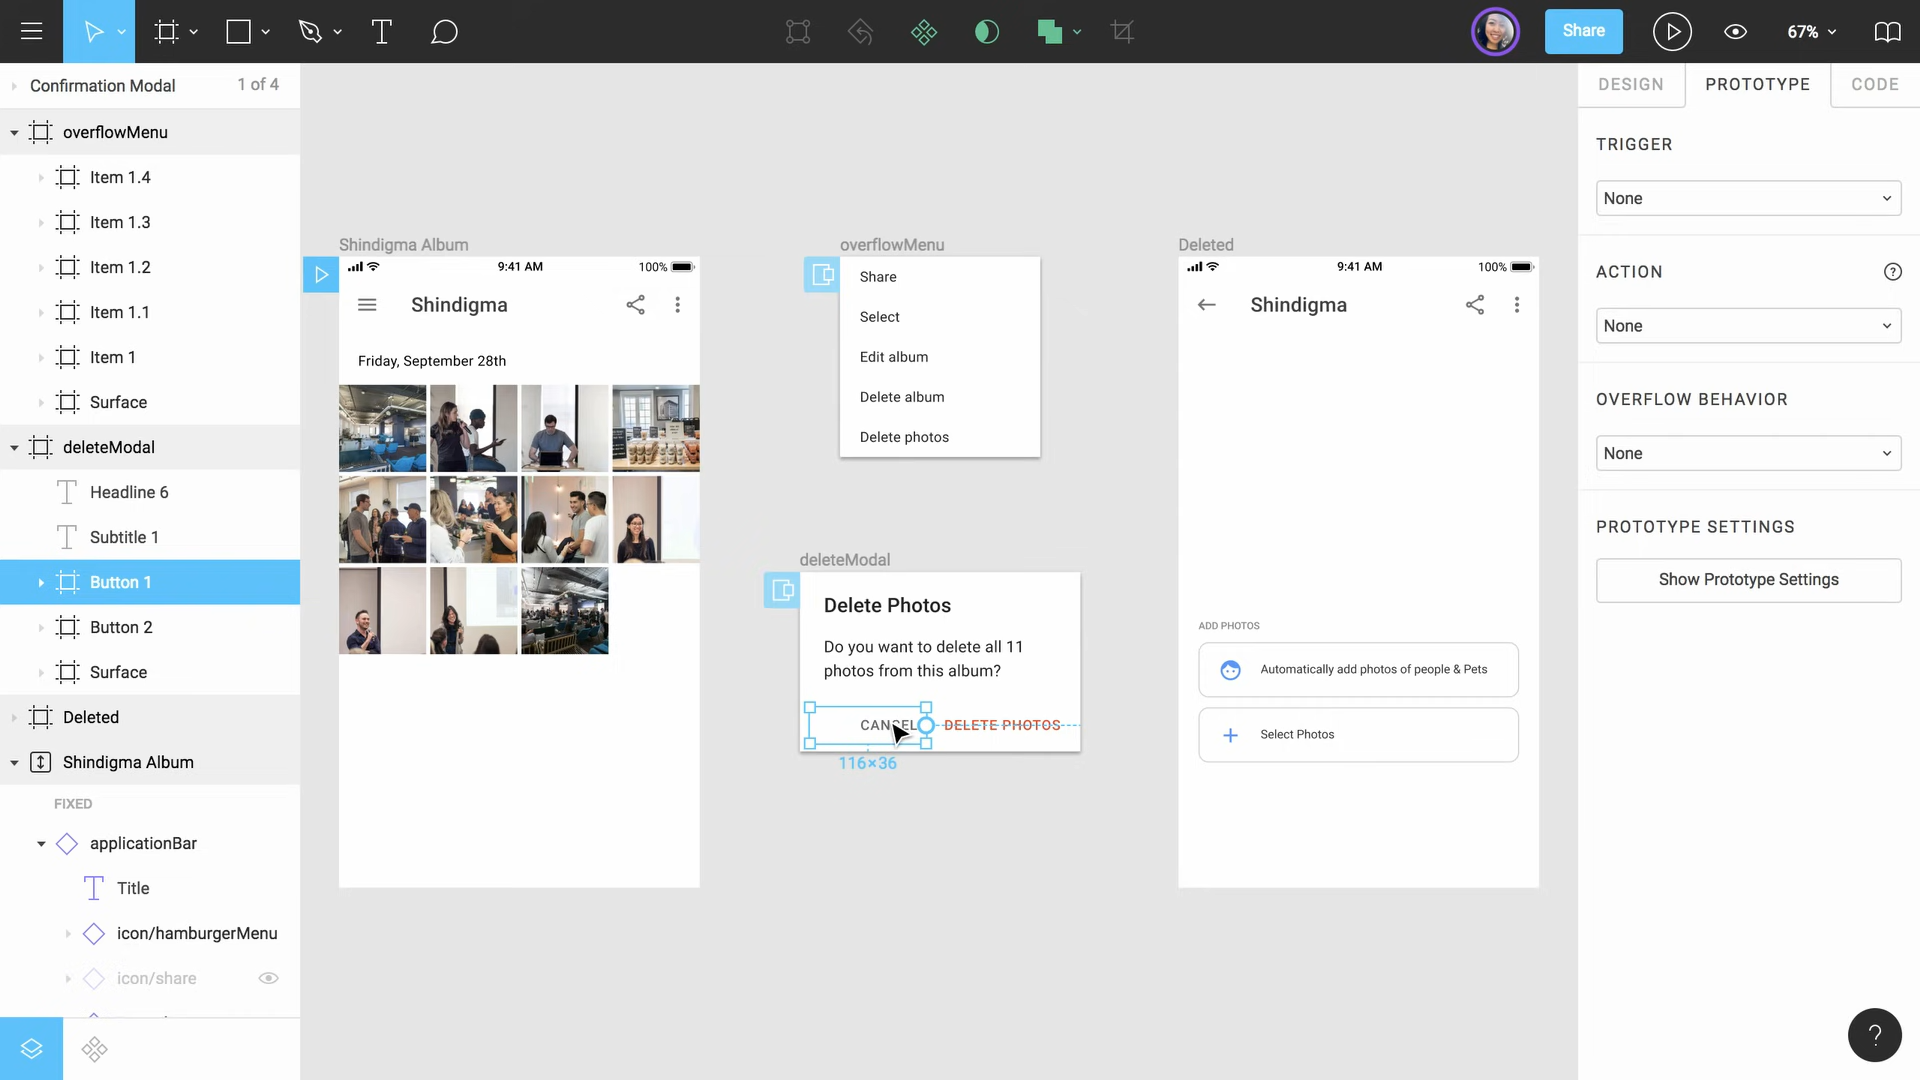 Share
67%
Confirmation Modal
1 of 4
overflowMenu
Item 1.4
Item 1.3
Item 1.2
Item 1.1
Item 1
Surface
deleteModal
Headline 6
Subtitle 1
Button 1
Button 2
Surface
Deleted
Shindigma Album
FIXED
applicationBar
Title
icon/hamburgerMenu
icon/share
Shindigma Album
9:41 AM
100%
Shindigma
Friday, September 28th
overflowMenu
Share
Select
Edit album
Delete album
Delete photos
deleteModal
Delete Photos
Do you want to delete all 11
photos from this album?
CANCEL
DELETE PHOTOS
116×36
Deleted
9:41 AM
100%
Shindigma
ADD PHOTOS
Automatically add photos of people & Pets
Select Photos
DESIGN
PROTOTYPE
CODE
TRIGGER
None
ACTION
None
OVERFLOW BEHAVIOR
None
PROTOTYPE SETTINGS
Show Prototype Settings
?